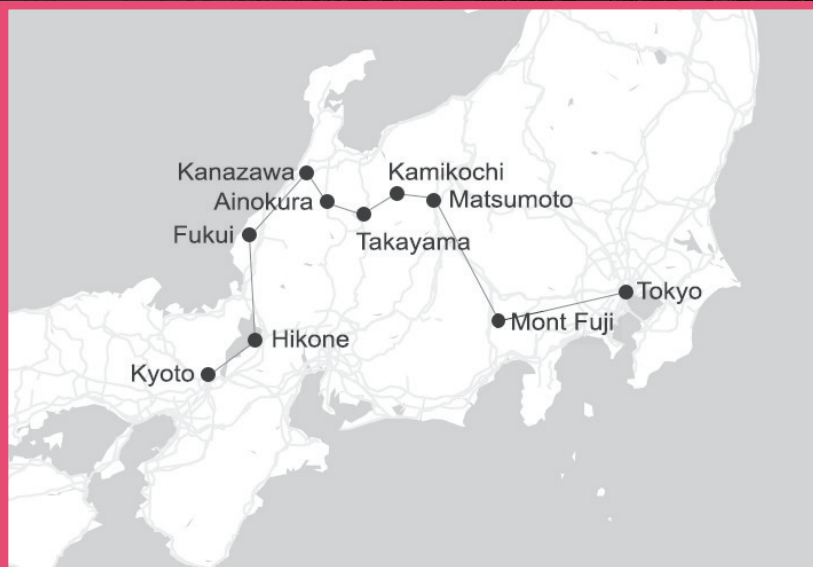 Kanazawa
Kamikochi
Ainokura
Matsumoto
Fukui
Takayama
Tokyo
Mont Fuji
Hikone
Kyoto